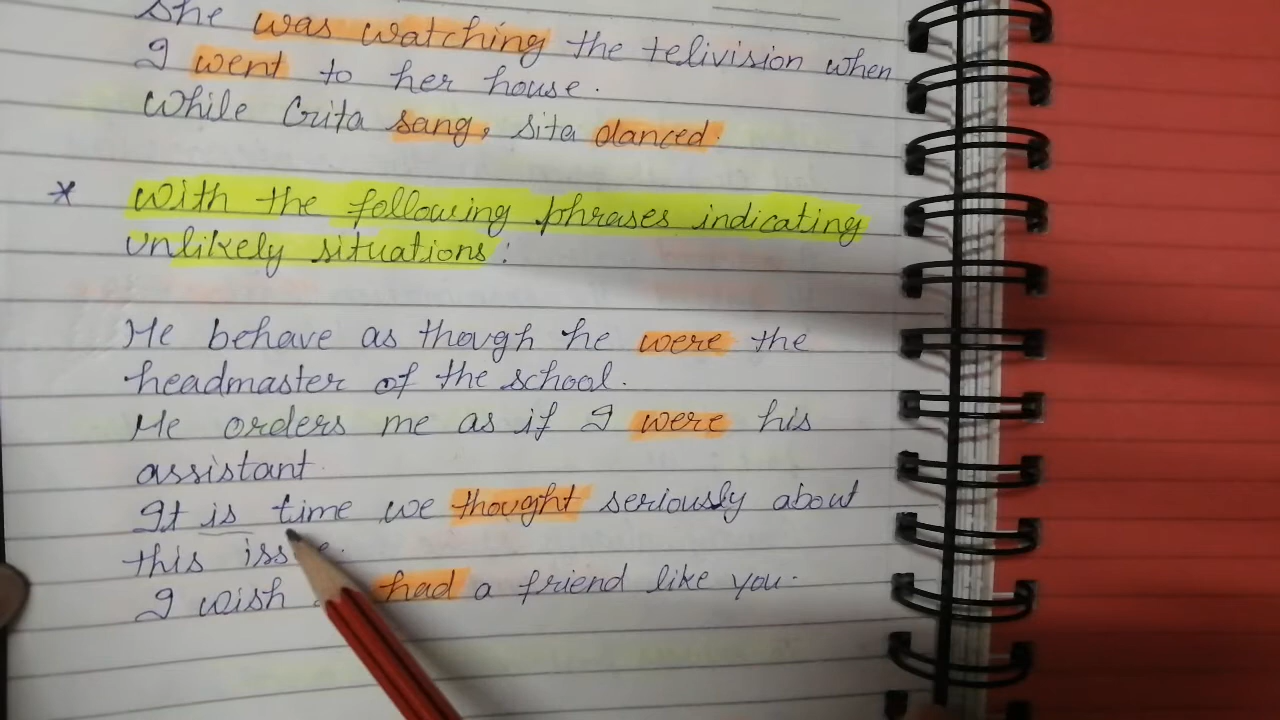 She was watching the telivision when
I went to her house.
While Grita sang, sita danced.
* With the following phrases indicating
unlikely situations:
He behave as though he were the
headmaster of the school.
He orders me as if I were his
assistant.
It is time we thought seriously about
this
I wish had a friend like you.